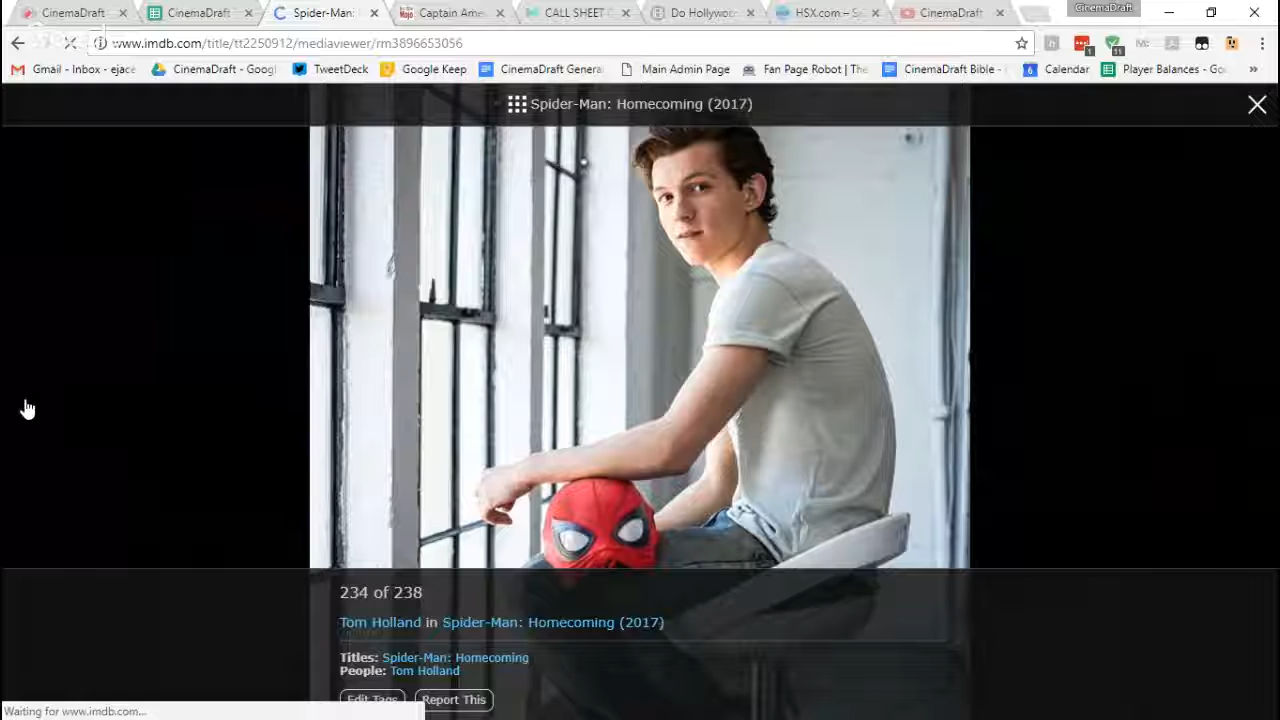 CinemaDraft
CinemaDraft
CinemaDraft
Spider-Man:
Captain Ame
CALL SHEET
Do Hollywoo
HSX.com
CinemaDraft
www.imdb.com/title/tt2250912/mediaviewer/rm3896653056
Gmail - Inbox - ejace
CinemaDraft - Googl
TweetDeck
Google Keep
CinemaDraft Genera
Main Admin Page
Fan Page Robot | The
CinemaDraft Bible -
Calendar
Player Balances - Go
»
Spider-Man: Homecoming (2017)
234 of 238
Tom Holland in Spider-Man: Homecoming (2017)
Titles: Spider-Man: Homecoming
People: Tom Holland
Edit Tags
Report This
Waiting for www.imdb.com...